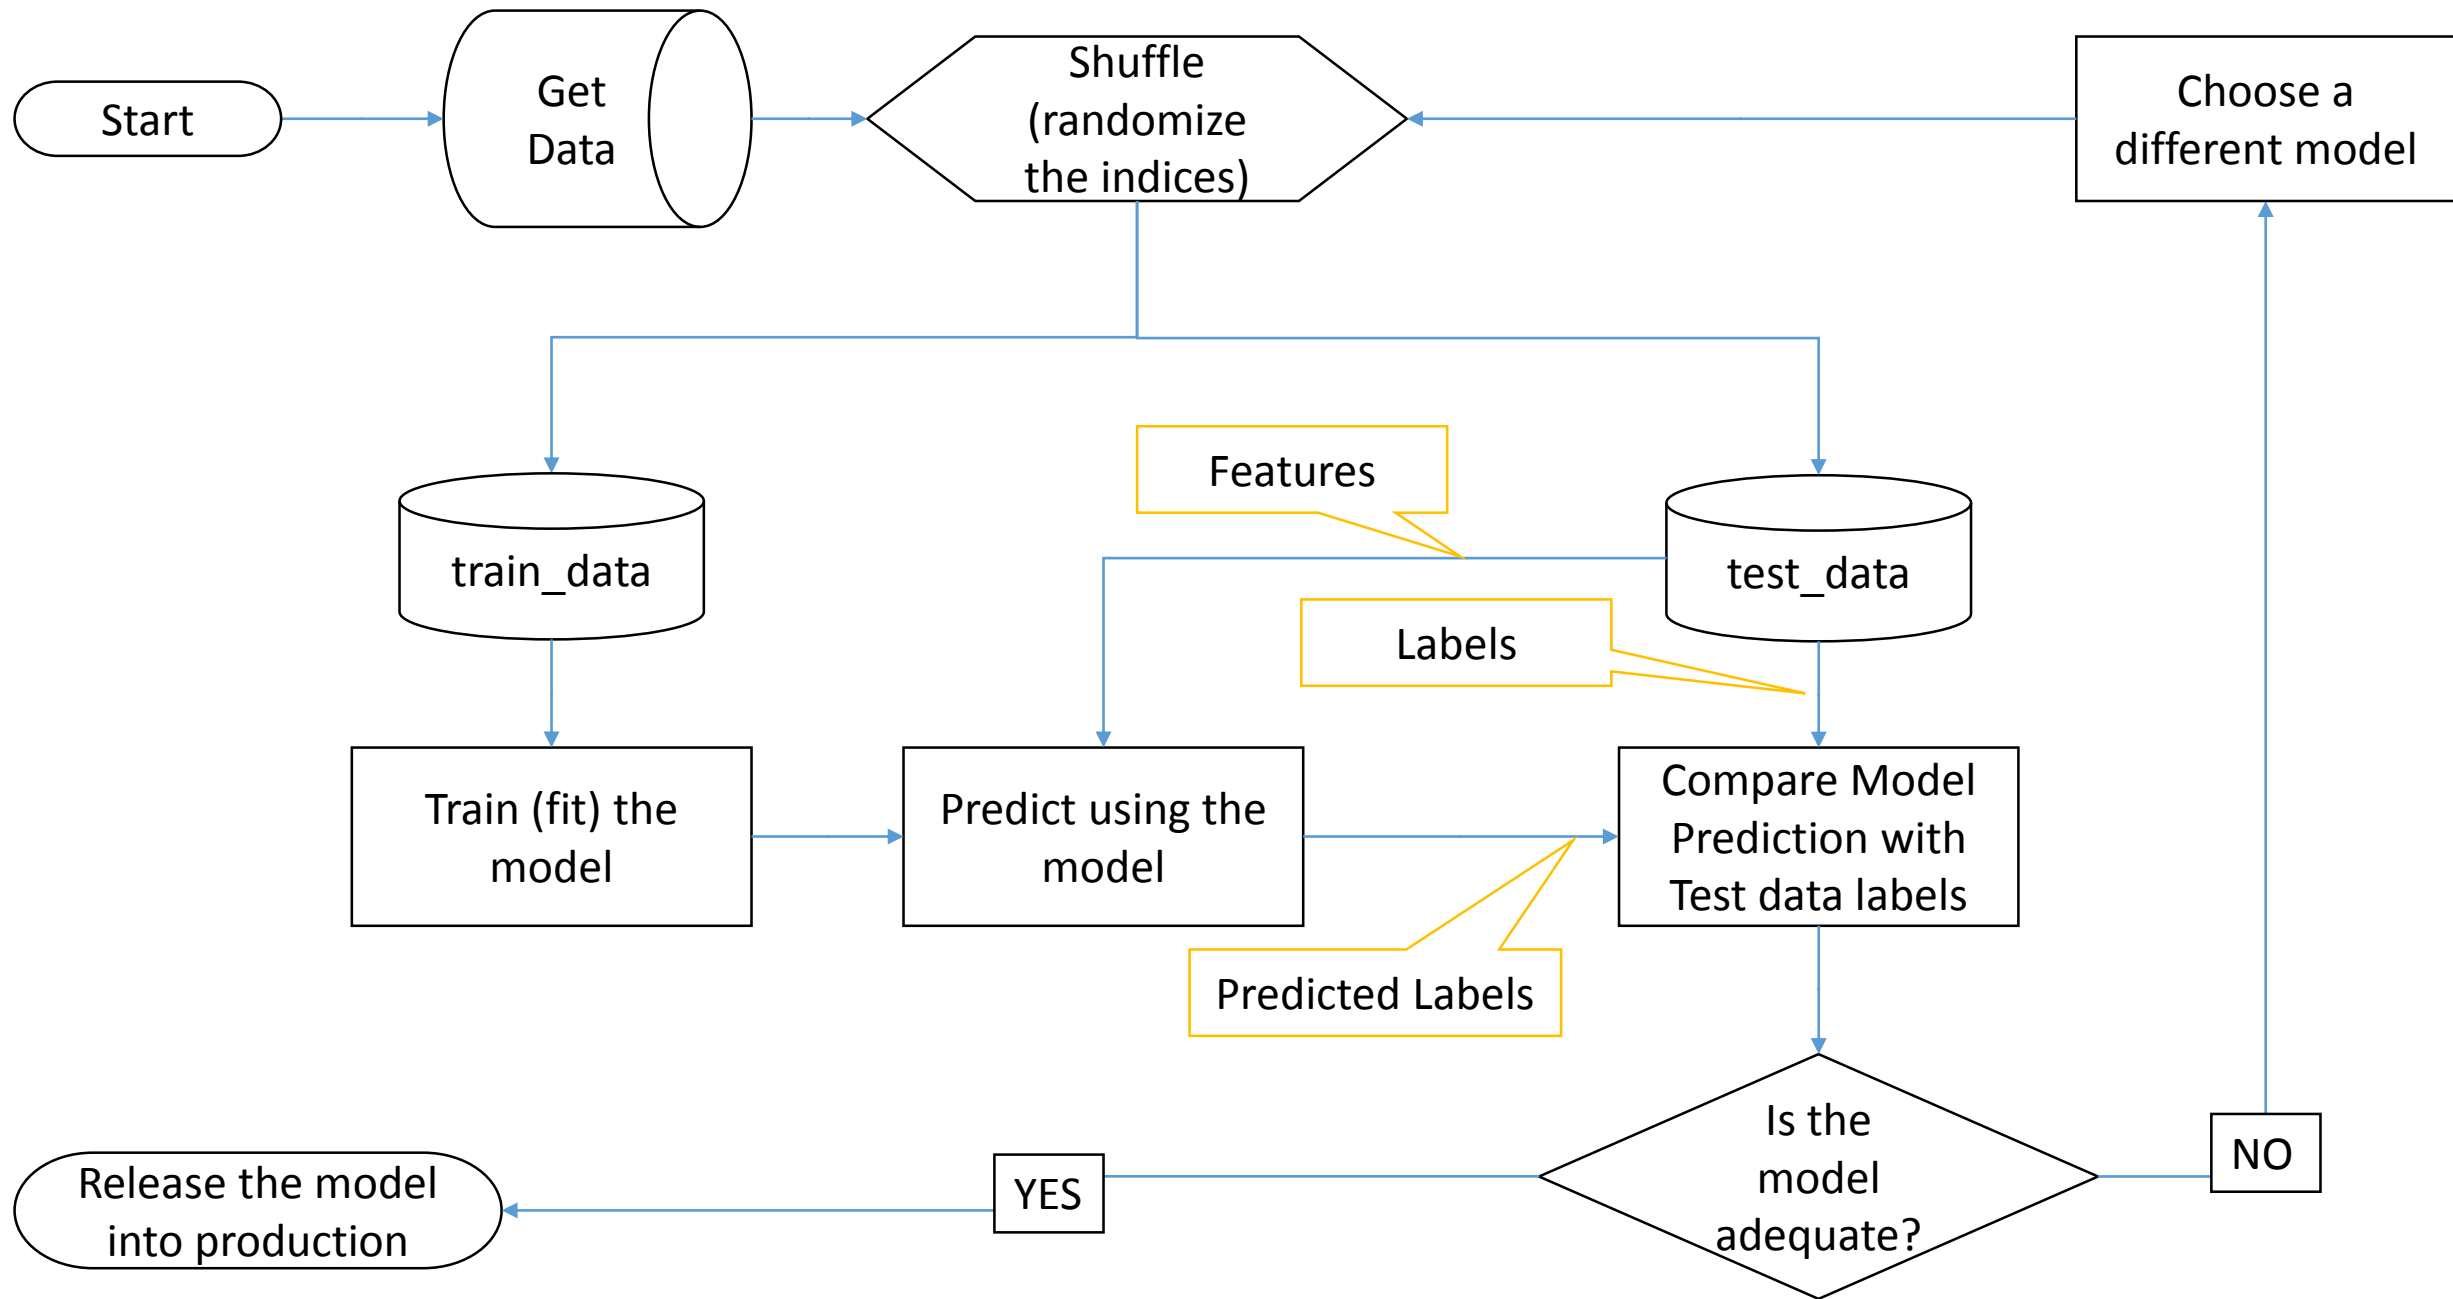 Start
Get
Data
Shuffle
(randomize
the indices)
Choose a
different model
Features
train_data
test_data
Labels
Train (fit) the
model
Predict using the
model
Compare Model
Prediction with
Test data labels
Predicted Labels
Is the
model
adequate?
NO
YES
Release the model
into production